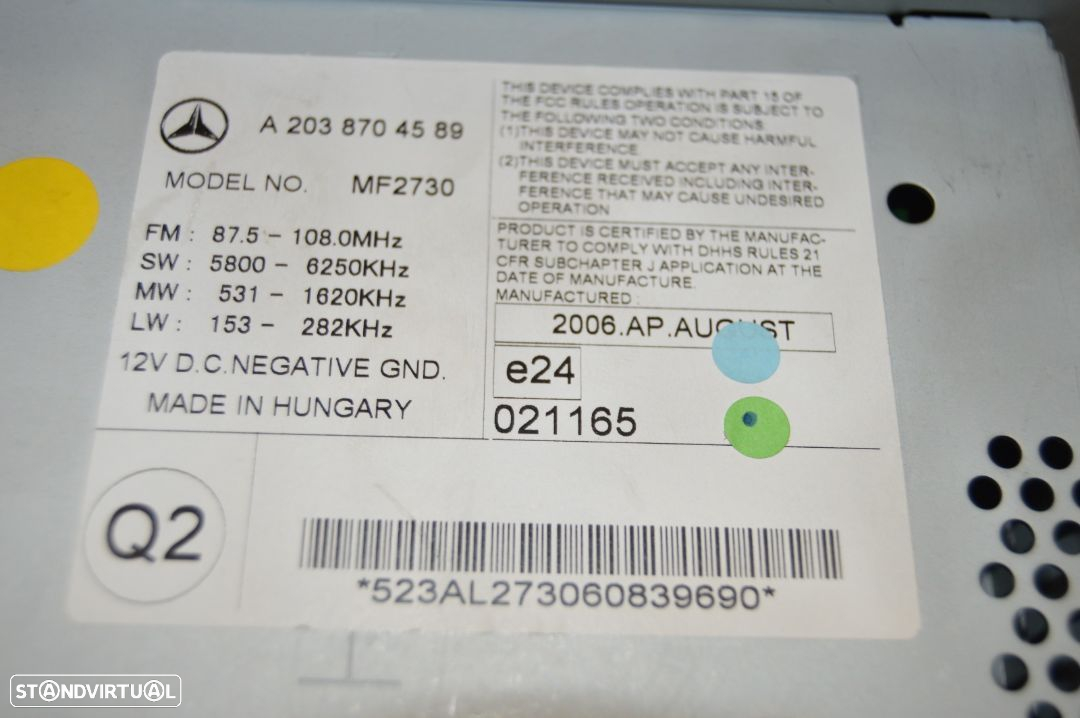 A 203 870 45 89
MODEL NO. MF2730
FM : 87.5 - 108.0MHz
SW : 5800 - 6250KHz
MW : 531 - 1620KHz
LW : 153 - 282KHz
12V D.C.NEGATIVE GND.
MADE IN HUNGARY
THIS DEVICE COMPLIES WITH PART 15 OF
THE FCC RULES OPERATION IS SUBJECT TO
THE FOLLOWING TWO CONDITIONS
(1)THIS DEVICE MAY NOT CAUSE HARMFUL
INTERFERENCE.
(2)THIS DEVICE MUST ACCEPT ANY INTER-
FERENCE RECEIVED INCLUDING INTER-
FERENCE THAT MAY CAUSE UNDESIRED
OPERATION
PRODUCT IS CERTIFIED BY THE MANUFAC-
TURER TO COMPLY WITH DHHS RULES 21
CFR SUBCHAPTER J APPLICATION AT THE
DATE OF MANUFACTURE.
MANUFACTURED :
2006.AP.AUGUST
e24
021165
Q2
*523AL273060839690*
STANDVIRTUAL